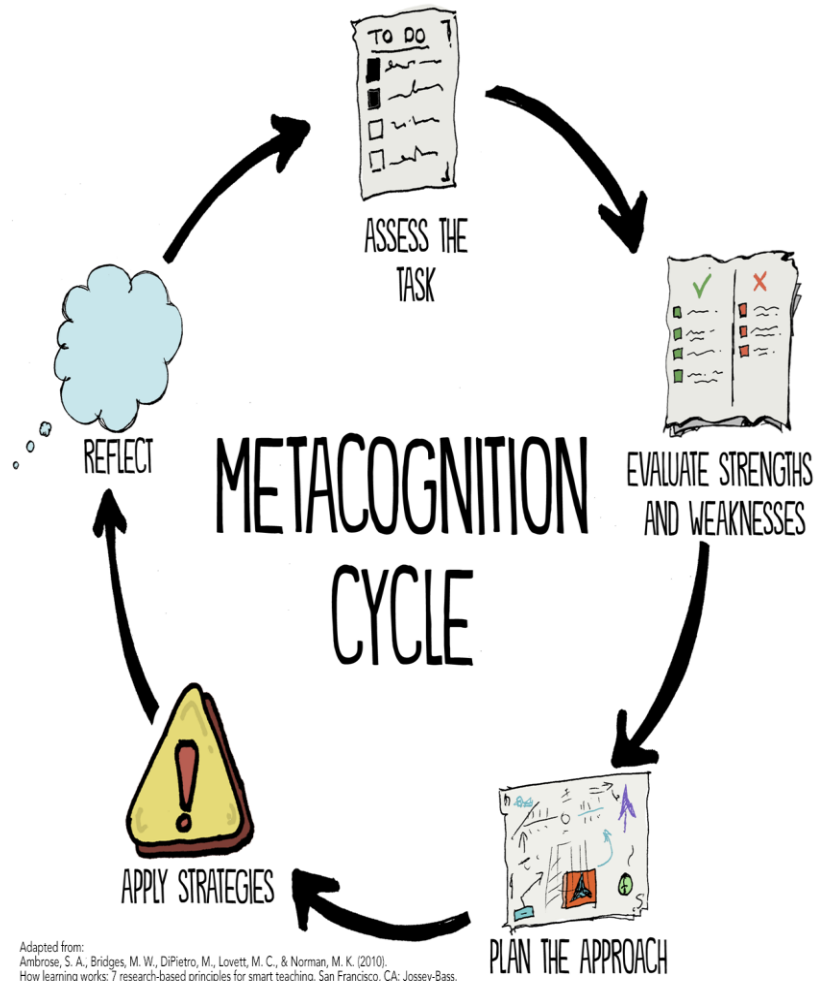 TO DO
ASSESS THE
TASK
EVALUATE STRENGTHS
AND WEAKNESSES
REFLECT
METACOGNITION
CYCLE
APPLY STRATEGIES
PLAN THE APPROACH
Adapted from:
Ambrose, S. A., Bridges, M. W., DiPietro, M., Lovett, M. C., & Norman, M. K. (2010).
How learning works: 7 research-based principles for smart teaching. San Francisco, CA: Jossey-Bass.